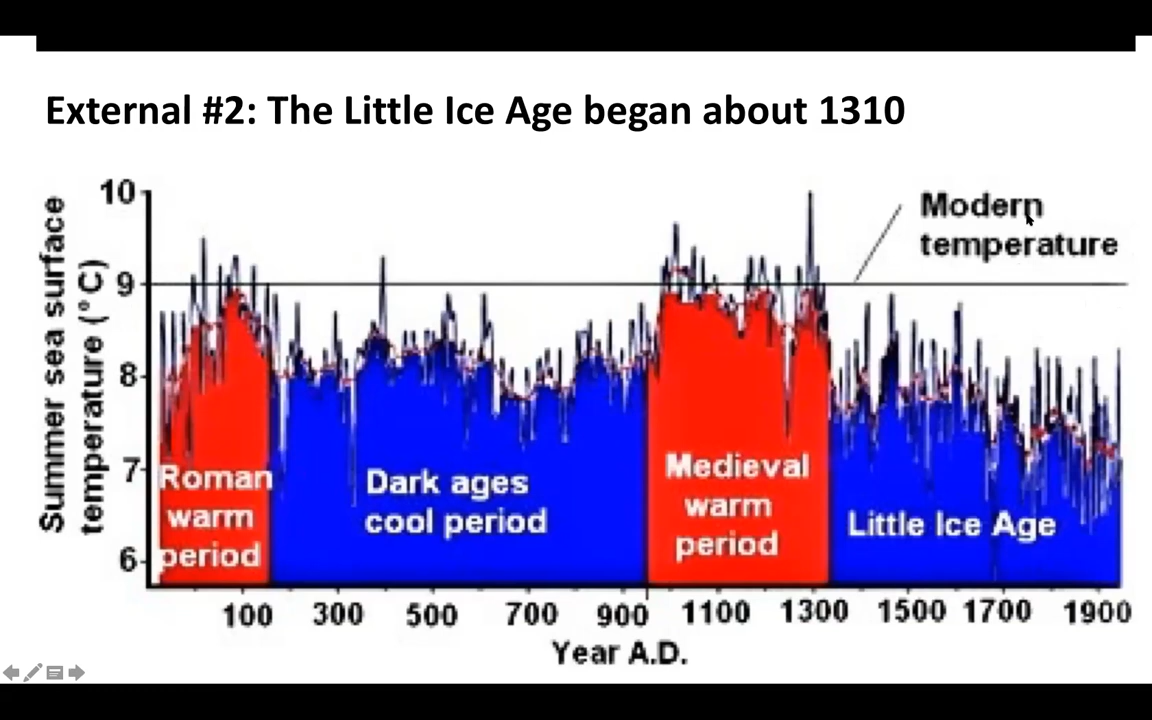 External #2: The Little Ice Age began about 1310
Summer sea surface
temperature (°C)
10
9
8
7
6
Modern
temperature
Roman
warm
period
Dark ages
cool period
Medieval
warm
period
Little Ice Age
100 300 500 700 900 1100 1300 1500 1700 1900
Year A.D.